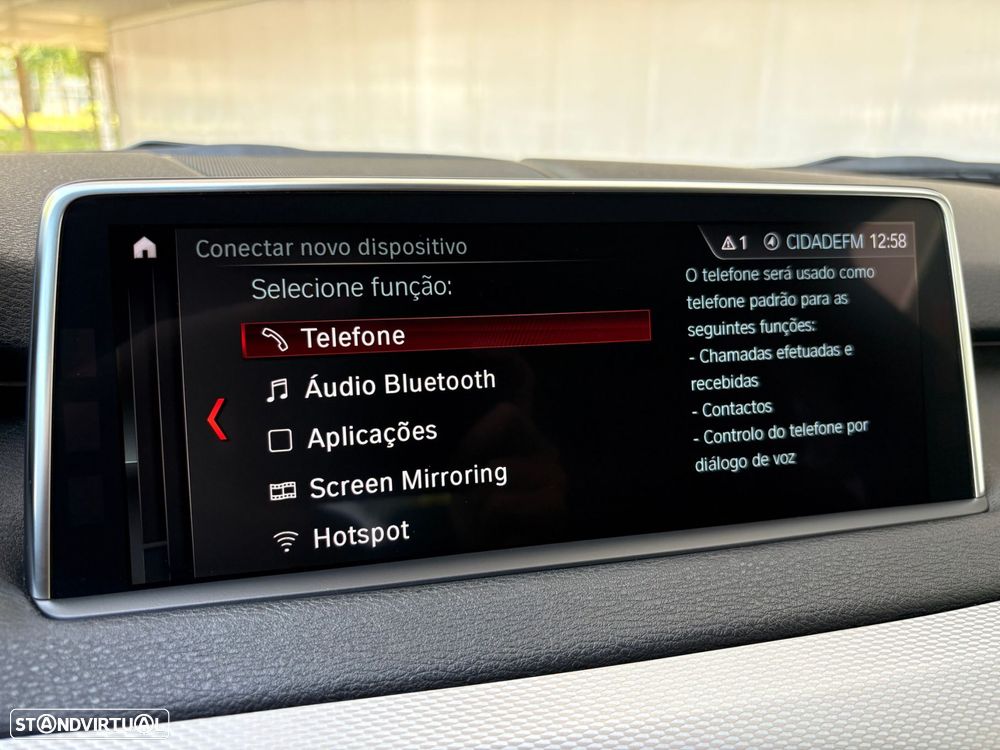 Conectar novo dispositivo
1 CIDADEFM 12:58
Selecione função:
Telefone
Áudio Bluetooth
Aplicações
Screen Mirroring
Hotspot
O telefone será usado como
telefone padrão para as
seguintes funções:
- Chamadas efetuadas e
recebidas
- Contactos
- Controlo do telefone por
diálogo de voz
STANDVIRTUAL